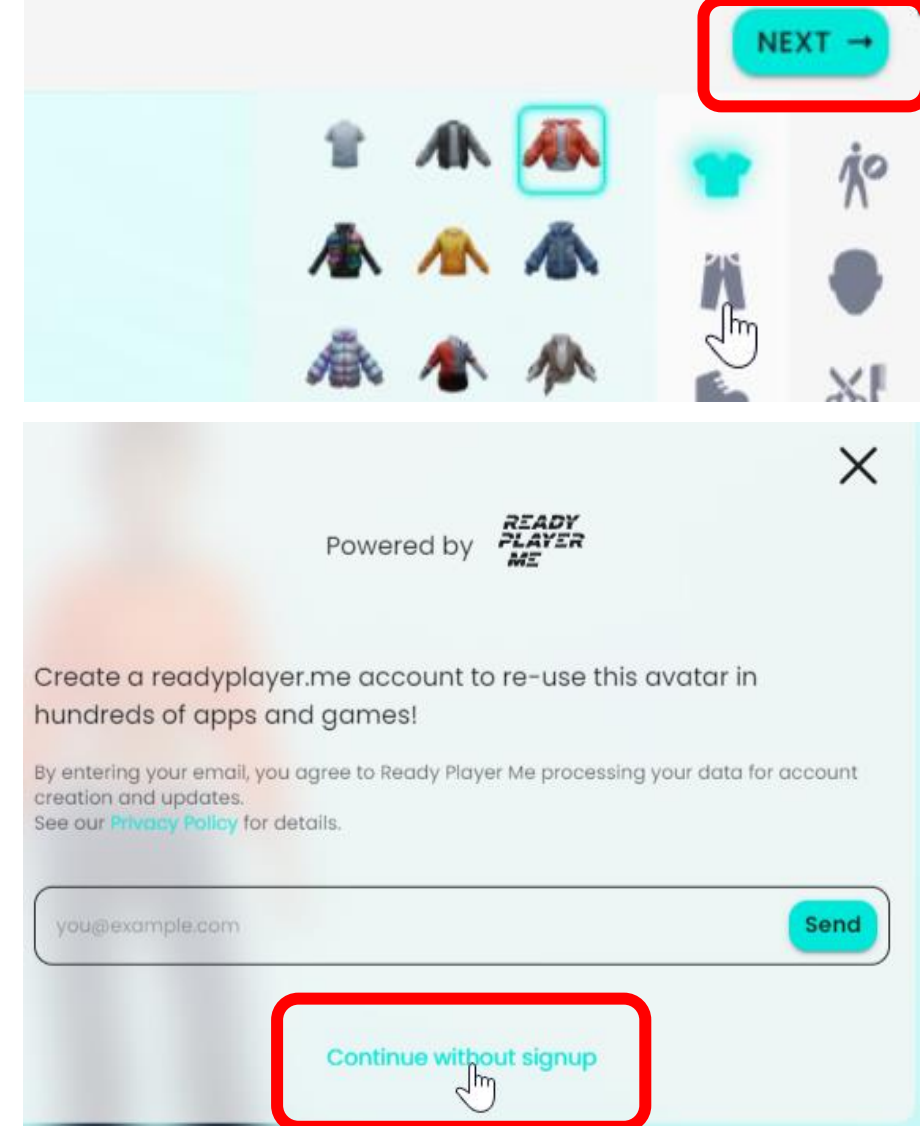 NEXT →
Powered by READY
PLAYER
ME
Create a readyplayer.me account to re-use this avatar in
hundreds of apps and games!
By entering your email, you agree to Ready Player Me processing your data for account
creation and updates.
See our Privacy Policy for details.
you@example.com Send
Continue without signup